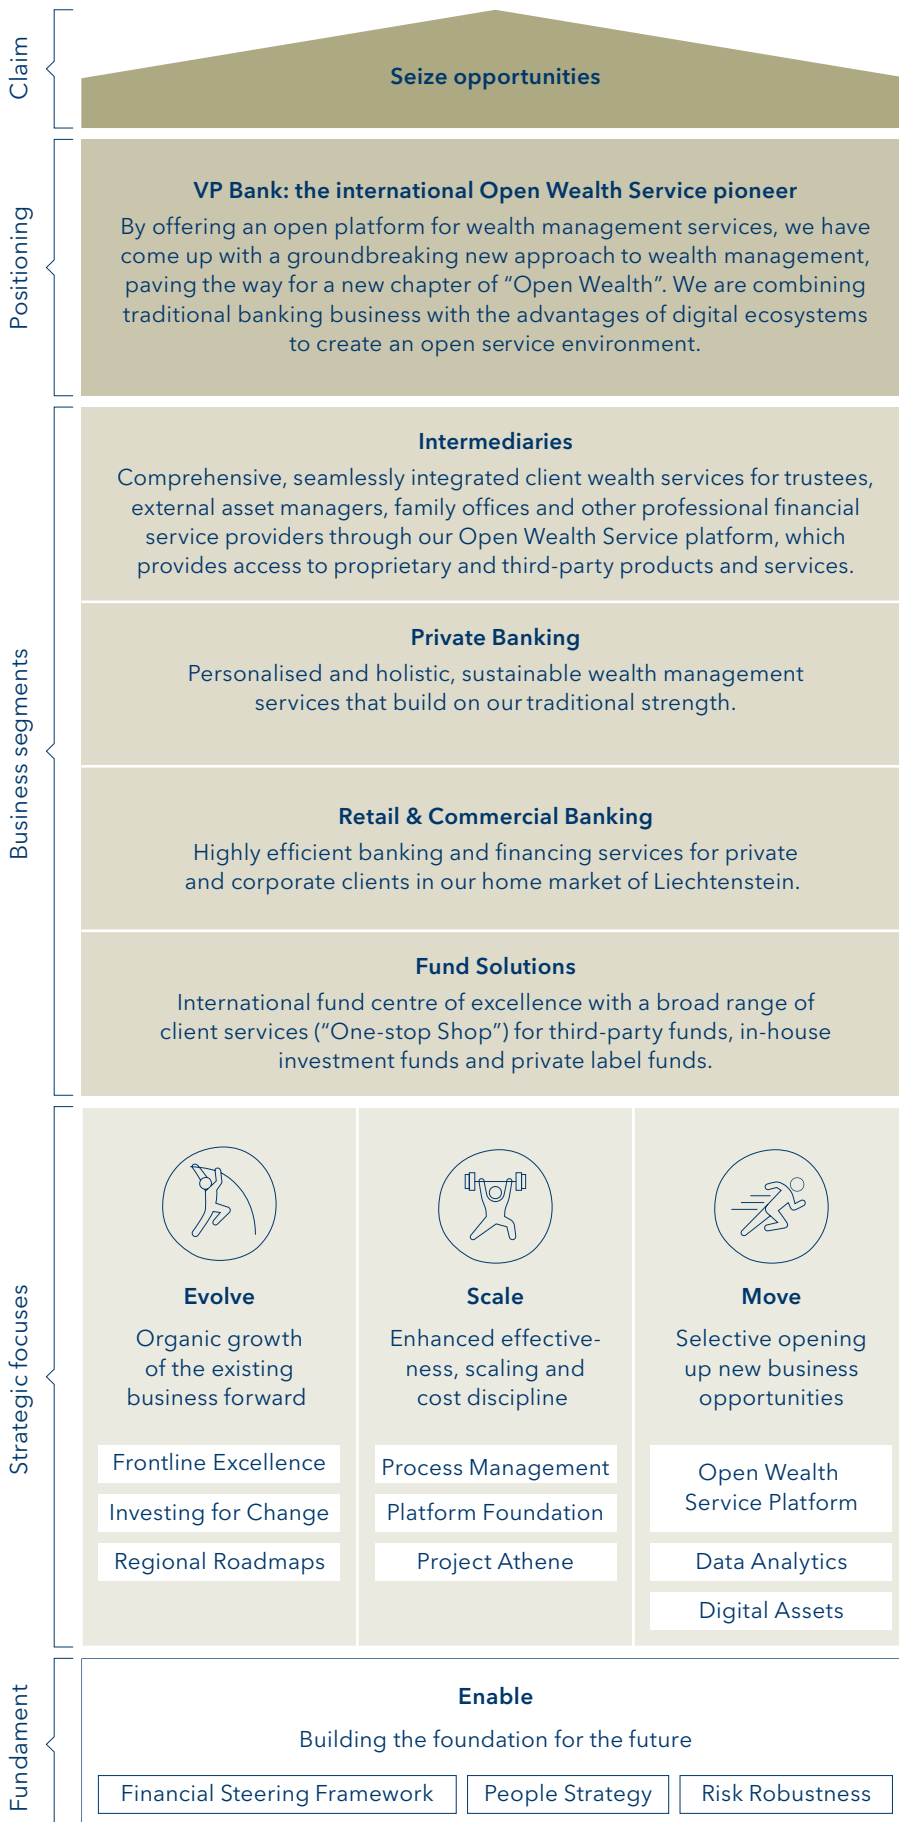 Claim
Seize opportunities
Positioning
VP Bank: the international Open Wealth Service pioneer
By offering an open platform for wealth management services, we have
come up with a groundbreaking new approach to wealth management,
paving the way for a new chapter of “Open Wealth”. We are combining
traditional banking business with the advantages of digital ecosystems
to create an open service environment.
Business segments
Intermediaries
Comprehensive, seamlessly integrated client wealth services for trustees,
external asset managers, family offices and other professional financial
service providers through our Open Wealth Service platform, which
provides access to proprietary and third-party products and services.
Private Banking
Personalised and holistic, sustainable wealth management
services that build on our traditional strength.
Retail & Commercial Banking
Highly efficient banking and financing services for private
and corporate clients in our home market of Liechtenstein.
Fund Solutions
International fund centre of excellence with a broad range of
client services (“One-stop Shop”) for third-party funds, in-house
investment funds and private label funds.
Strategic focuses
Evolve
Organic growth
of the existing
business forward
Frontline Excellence
Investing for Change
Regional Roadmaps
Scale
Enhanced effective-
ness, scaling and
cost discipline
Process Management
Platform Foundation
Project Athene
Move
Selective opening
up new business
opportunities
Open Wealth
Service Platform
Data Analytics
Digital Assets
Fundament
Enable
Building the foundation for the future
Financial Steering Framework
People Strategy
Risk Robustness